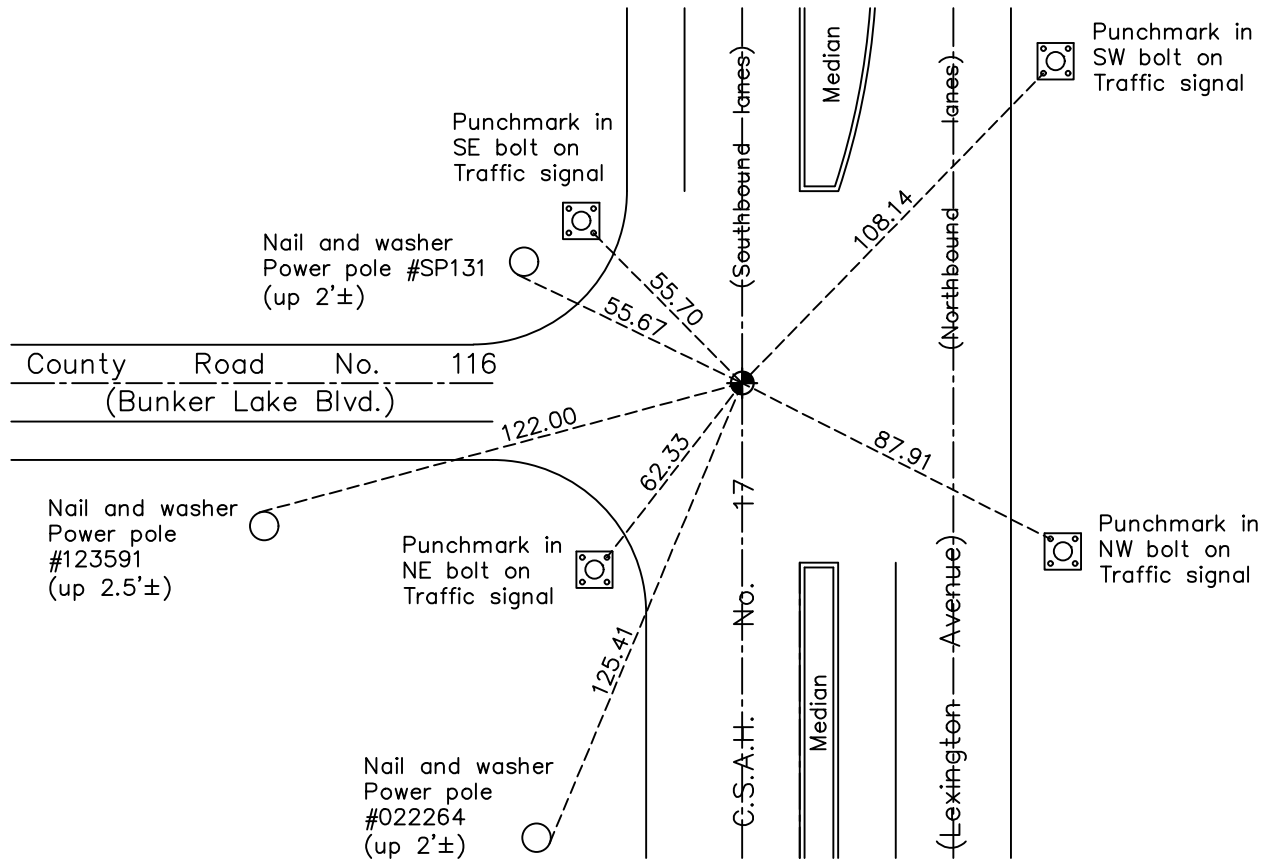 Punchmark in
SW bolt on
Traffic signal
Median
(Southbound lanes)
(Northbound lanes)
Punchmark in
SE bolt on
Traffic signal
108.14
Nail and washer
Power pole #SP131
(up 2'±)
55.70
55.67
County Road No. 116
(Bunker Lake Blvd.)
122.00
62.33
87.91
Nail and washer
Power pole
#123591
(up 2.5'±)
Punchmark in
NE bolt on
Traffic signal
Punchmark in
NW bolt on
Traffic signal
125.41
C.S.A.H. No. 17
(Lexington Avenue)
Median
Nail and washer
Power pole
#022264
(up 2'±)